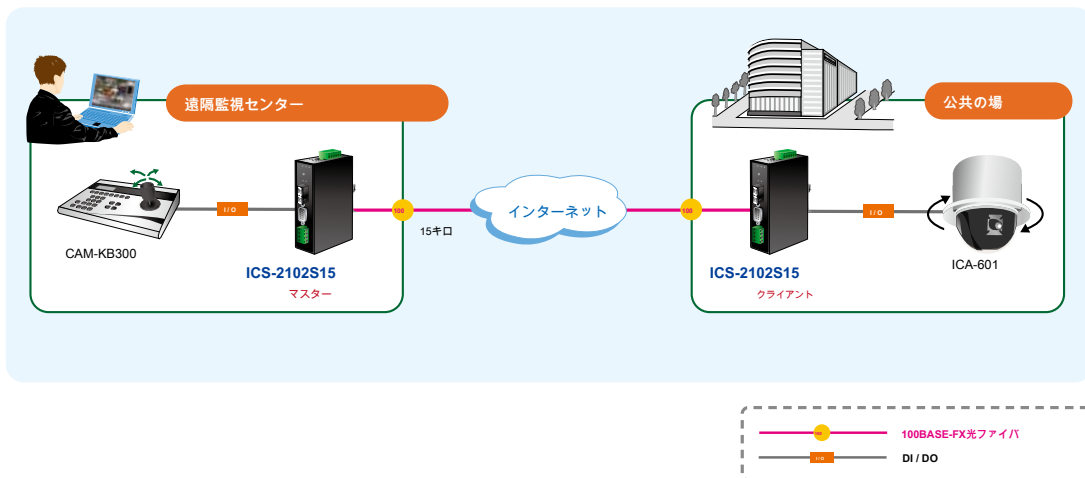 遠隔監視センター
公共の場
I / O
100
インターネット
100
I / O
15キロ
CAM-KB300
ICA-601
ICS-2102S15
ICS-2102S15
マスター
クライアント
100
100BASE-FX光ファイバ
I / O
DI / DO